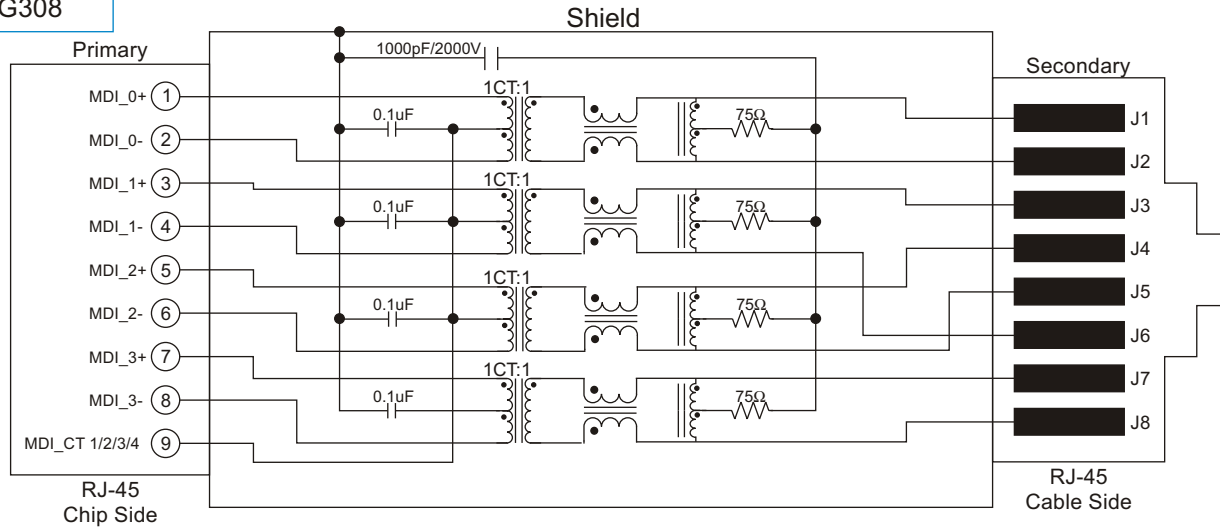 G308
Shield
Primary
1000pF/2000V
Secondary
MDI_0+ 1
1CT:1
0.1uF
75Ω
J1
MDI_0- 2
J2
MDI_1+ 3
1CT:1
0.1uF
75Ω
J3
MDI_1- 4
J4
MDI_2+ 5
1CT:1
0.1uF
75Ω
J5
MDI_2- 6
J6
MDI_3+ 7
1CT:1
0.1uF
75Ω
J7
MDI_3- 8
J8
MDI_CT 1/2/3/4 9
RJ-45
Chip Side
RJ-45
Cable Side